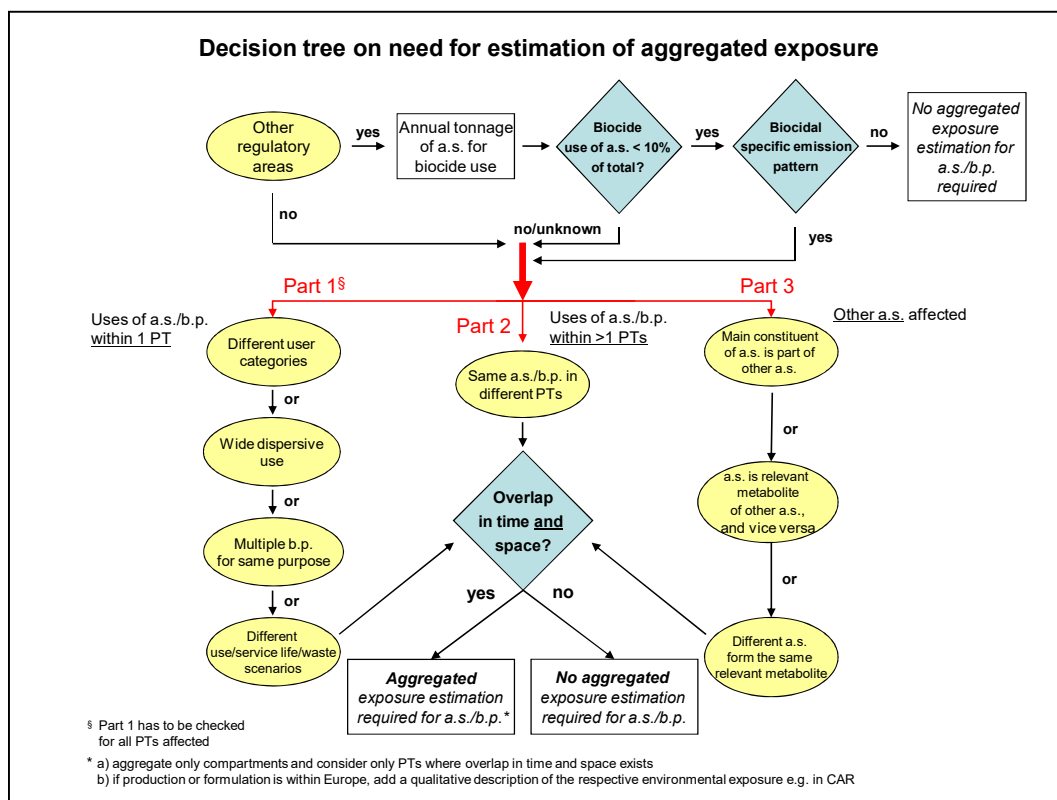 Decision tree on need for estimation of aggregated exposure
Other
regulatory
areas
yes
Annual tonnage
of a.s. for
biocide use
Biocide
use of a.s. < 10%
of total?
yes
Biocidal
specific emission
pattern
no
No aggregated
exposure
estimation for
a.s./b.p.
required
no
no/unknown
yes
Part 1§
Part 2
Part 3
Uses of a.s./b.p.
within 1 PT
Different user
categories
or
Wide dispersive
use
or
Multiple b.p.
for same purpose
or
Different
use/service life/waste
scenarios
Uses of a.s./b.p.
within >1 PTs
Same a.s./b.p. in
different PTs
Overlap
in time and
space?
yes
no
Aggregated
exposure estimation
required for a.s./b.p.*
No aggregated
exposure estimation
required for a.s./b.p.
Other a.s. affected
Main constituent
of a.s. is part of
other a.s.
or
a.s. is relevant
metabolite
of other a.s.,
and vice versa
or
Different a.s.
form the same
relevant metabolite
§ Part 1 has to be checked
for all PTs affected
* a) aggregate only compartments and consider only PTs where overlap in time and space exists
b) if production or formulation is within Europe, add a qualitative description of the respective environmental exposure e.g. in CAR